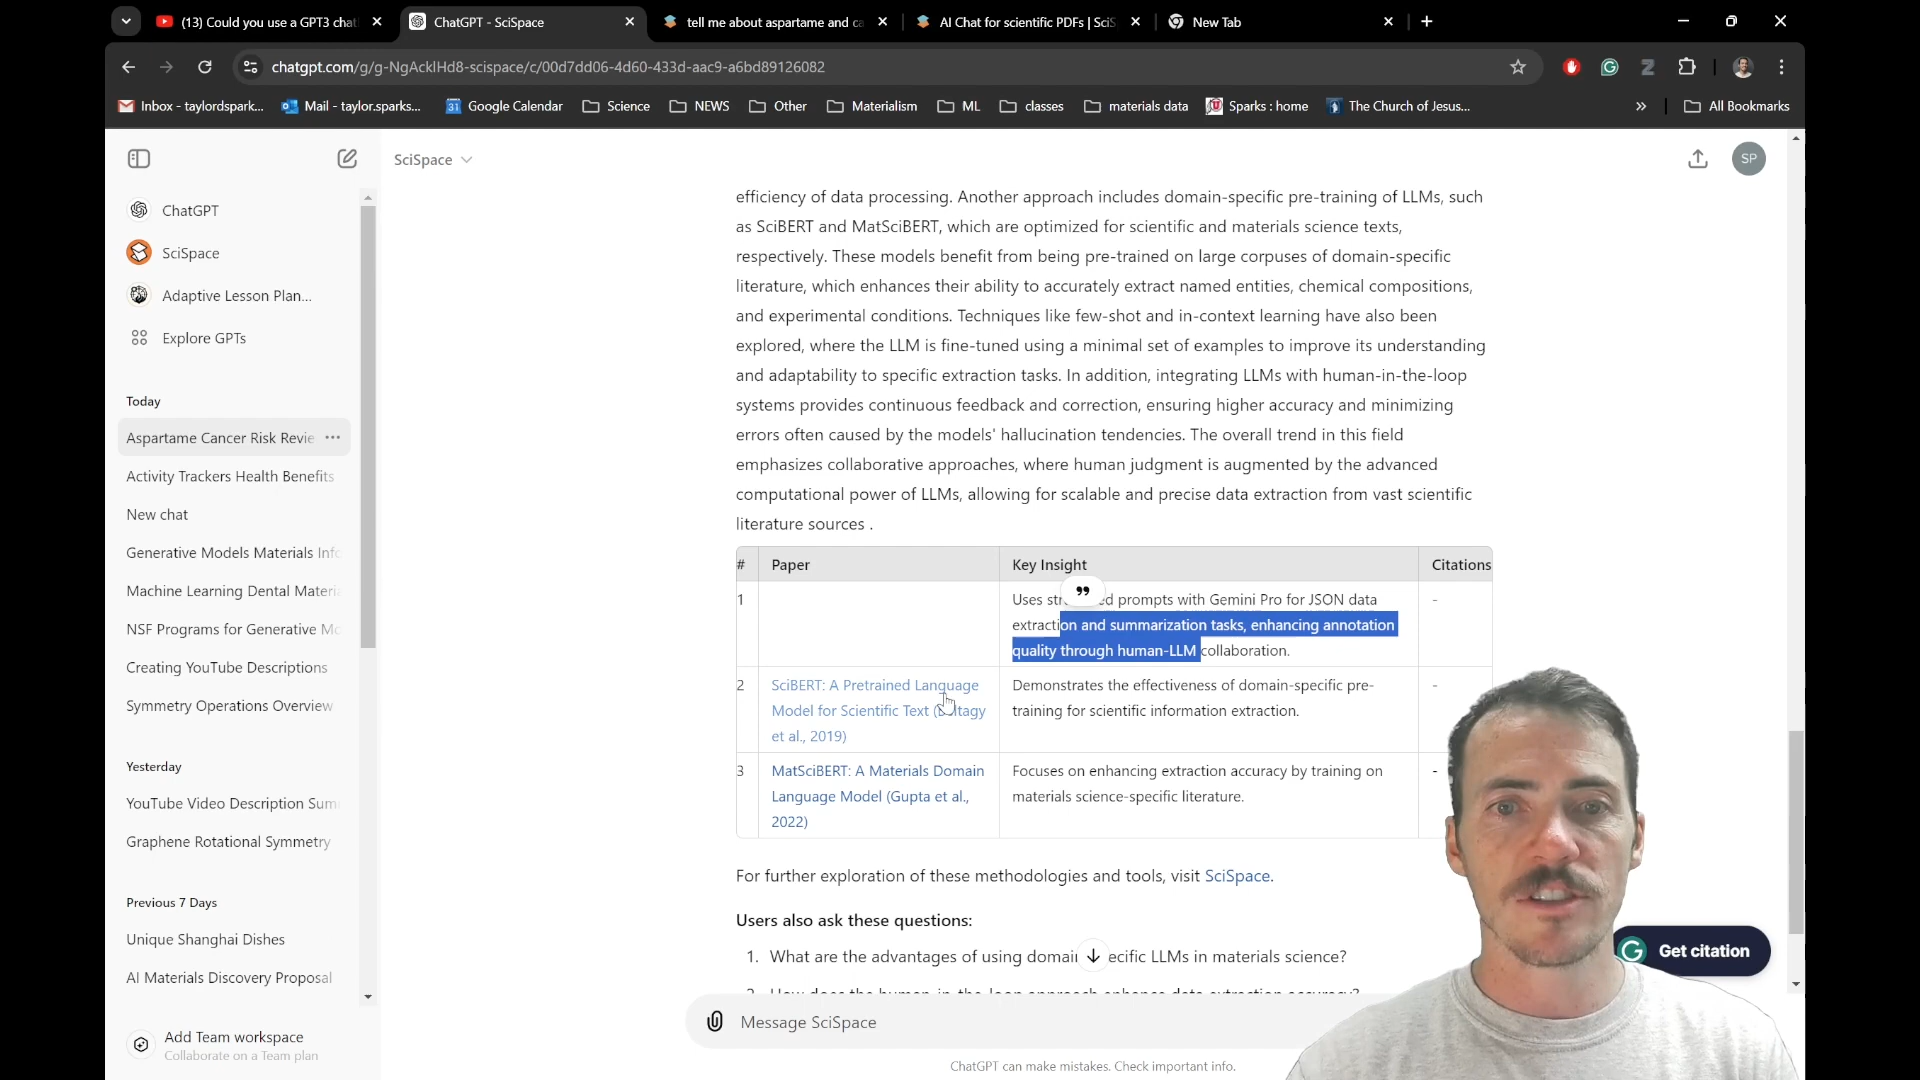 (13) Could you use a GPT3 chat
ChatGPT - SciSpace
tell me about aspartame and ca
AI Chat for scientific PDFs | SciS
New Tab
chatgpt.com/g/g-NgAcklHd8-scispace/c/00d7dd06-4d60-433d-aac9-a6bd89126082
Inbox - taylordspark...
Mail - taylor.sparks...
Google Calendar
Science
NEWS
Other
Materialism
ML
classes
materials data
Sparks : home
The Church of Jesus...
»
All Bookmarks
SciSpace
SP
ChatGPT
SciSpace
Adaptive Lesson Plan...
Explore GPTs
Today
Aspartame Cancer Risk Revie
Activity Trackers Health Benefits
New chat
Generative Models Materials Info
Machine Learning Dental Materia
NSF Programs for Generative Mo
Creating YouTube Descriptions
Symmetry Operations Overview
Yesterday
YouTube Video Description Sum
Graphene Rotational Symmetry
Previous 7 Days
Unique Shanghai Dishes
AI Materials Discovery Proposal
Add Team workspace
Collaborate on a Team plan
efficiency of data processing. Another approach includes domain-specific pre-training of LLMs, such
as SciBERT and MatSciBERT, which are optimized for scientific and materials science texts,
respectively. These models benefit from being pre-trained on large corpuses of domain-specific
literature, which enhances their ability to accurately extract named entities, chemical compositions,
and experimental conditions. Techniques like few-shot and in-context learning have also been
explored, where the LLM is fine-tuned using a minimal set of examples to improve its understanding
and adaptability to specific extraction tasks. In addition, integrating LLMs with human-in-the-loop
systems provides continuous feedback and correction, ensuring higher accuracy and minimizing
errors often caused by the models' hallucination tendencies. The overall trend in this field
emphasizes collaborative approaches, where human judgment is augmented by the advanced
computational power of LLMs, allowing for scalable and precise data extraction from vast scientific
literature sources .
# Paper Key Insight Citations
1 Uses prompts with Gemini Pro for JSON data -
extraction and summarization tasks, enhancing annotation
quality through human-LLM collaboration.
2 SciBERT: A Pretrained Language Demonstrates the effectiveness of domain-specific pre- -
Model for Scientific Text training for scientific information extraction.
et al., 2019)
3 MatSciBERT: A Materials Domain Focuses on enhancing extraction accuracy by training on -
Language Model (Gupta et al., materials science-specific literature.
2022)
For further exploration of these methodologies and tools, visit SciSpace.
Users also ask these questions:
1. What are the advantages of using LLMs in materials science?
Message SciSpace
ChatGPT can make mistakes. Check important info.
Get citation